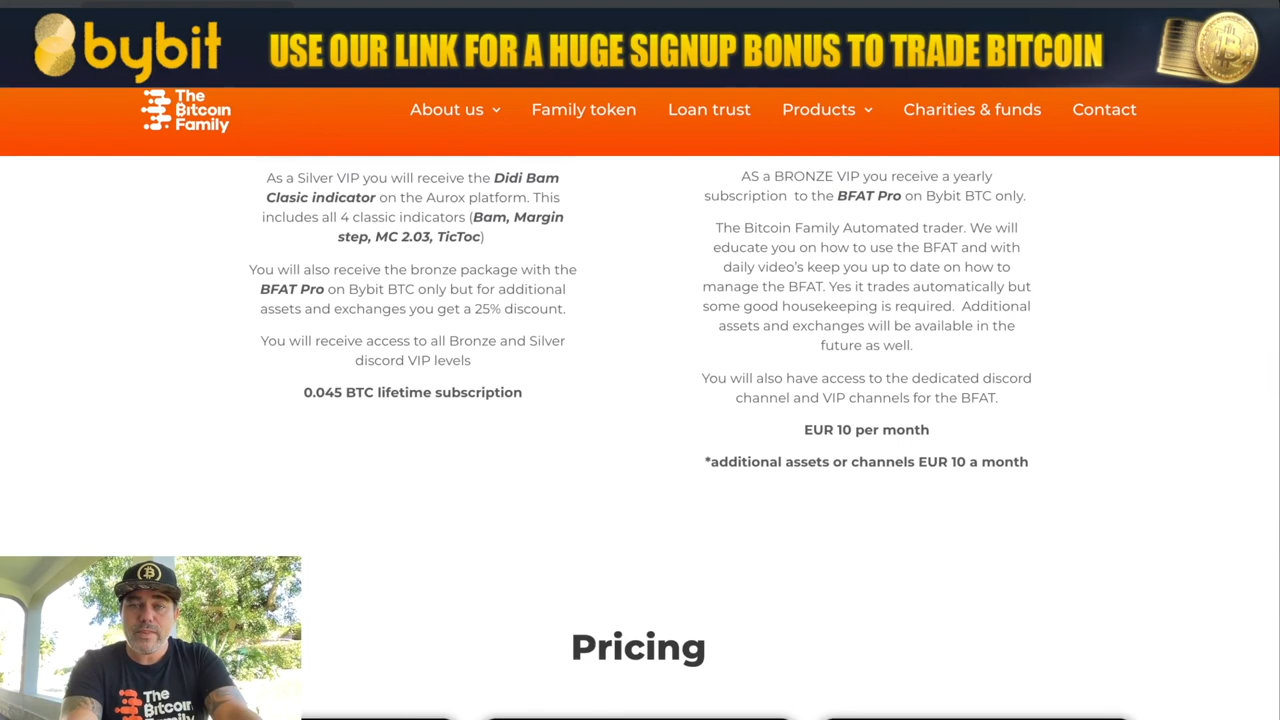 bybit
USE OUR LINK FOR A HUGE SIGNUP BONUS TO TRADE BITCOIN
The
Bitcoin
Family
About us
Family token
Loan trust
Products
Charities & funds
Contact
As a Silver VIP you will receive the Didi Bam
Clasic indicator on the Aurox platform. This
includes all 4 classic indicators (Bam, Margin
step, MC 2.03, TicToc)
You will also receive the bronze package with the
BFAT Pro on Bybit BTC only but for additional
assets and exchanges you get a 25% discount.
You will receive access to all Bronze and Silver
discord VIP levels
0.045 BTC lifetime subscription
AS a BRONZE VIP you receive a yearly
subscription to the BFAT Pro on Bybit BTC only.
The Bitcoin Family Automated trader. We will
educate you on how to use the BFAT and with
daily video's keep you up to date on how to
manage the BFAT. Yes it trades automatically but
some good housekeeping is required. Additional
assets and exchanges will be available in the
future as well.
You will also have access to the dedicated discord
channel and VIP channels for the BFAT.
EUR 10 per month
*additional assets or channels EUR 10 a month
Pricing
The
Bitcoin
Family